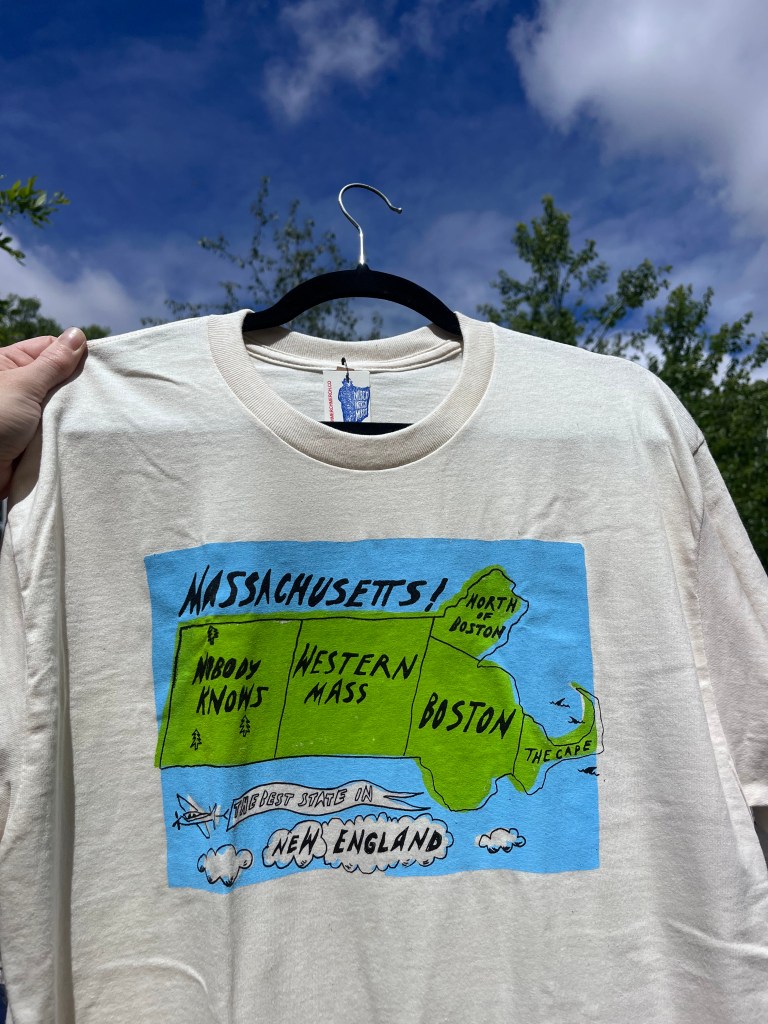 MASSACHUSETTS!
NORTH
OF
BOSTON
NOBODY
KNOWS
WESTERN
MASS
BOSTON
THE CAPE
THE BEST STATE IN
NEW ENGLAND